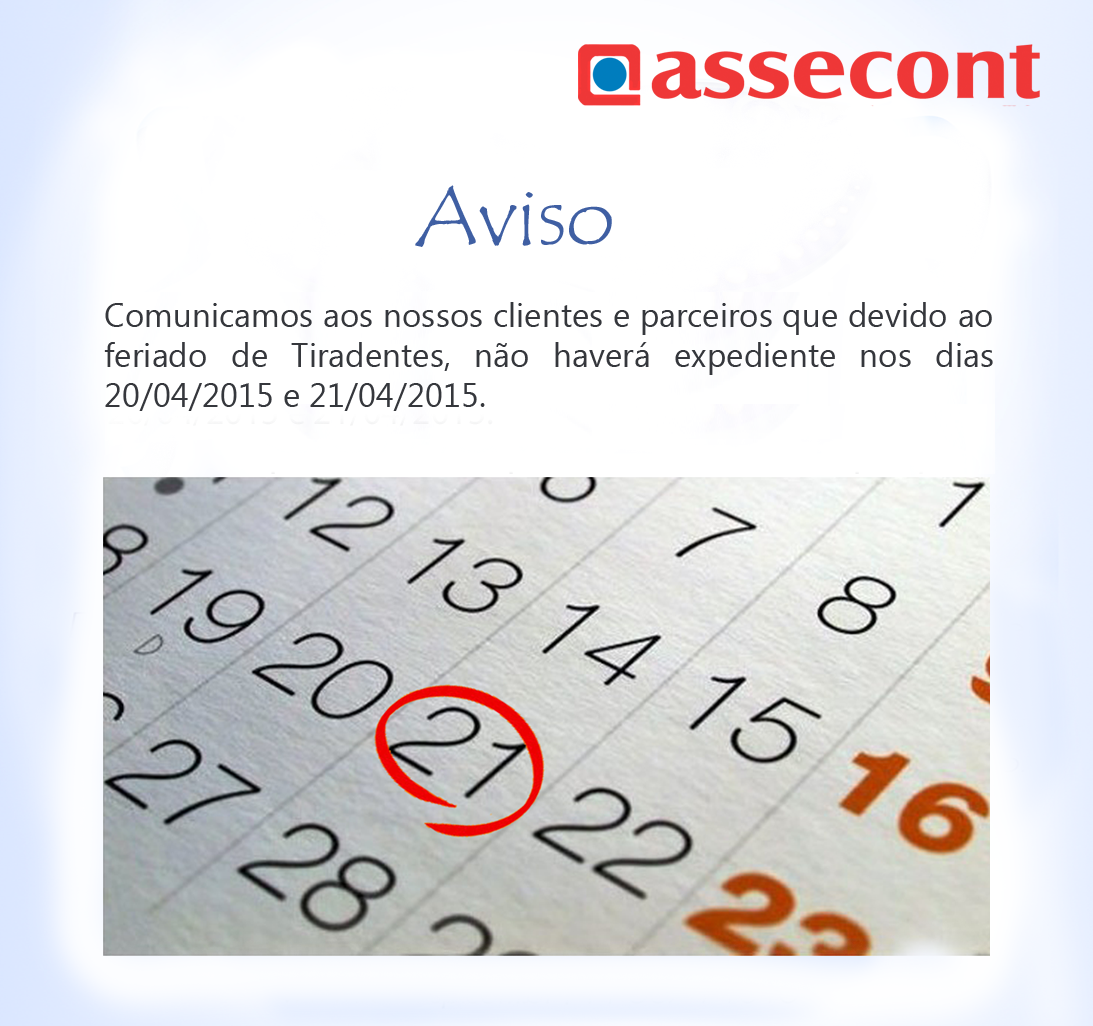 assecont
Aviso
Comunicamos aos nossos clientes e parceiros que devido ao
feriado de Tiradentes, não haverá expediente nos dias
20/04/2015 e 21/04/2015.
12 7 1
13 8
19 14
20 15
21 16
27 22
28 23